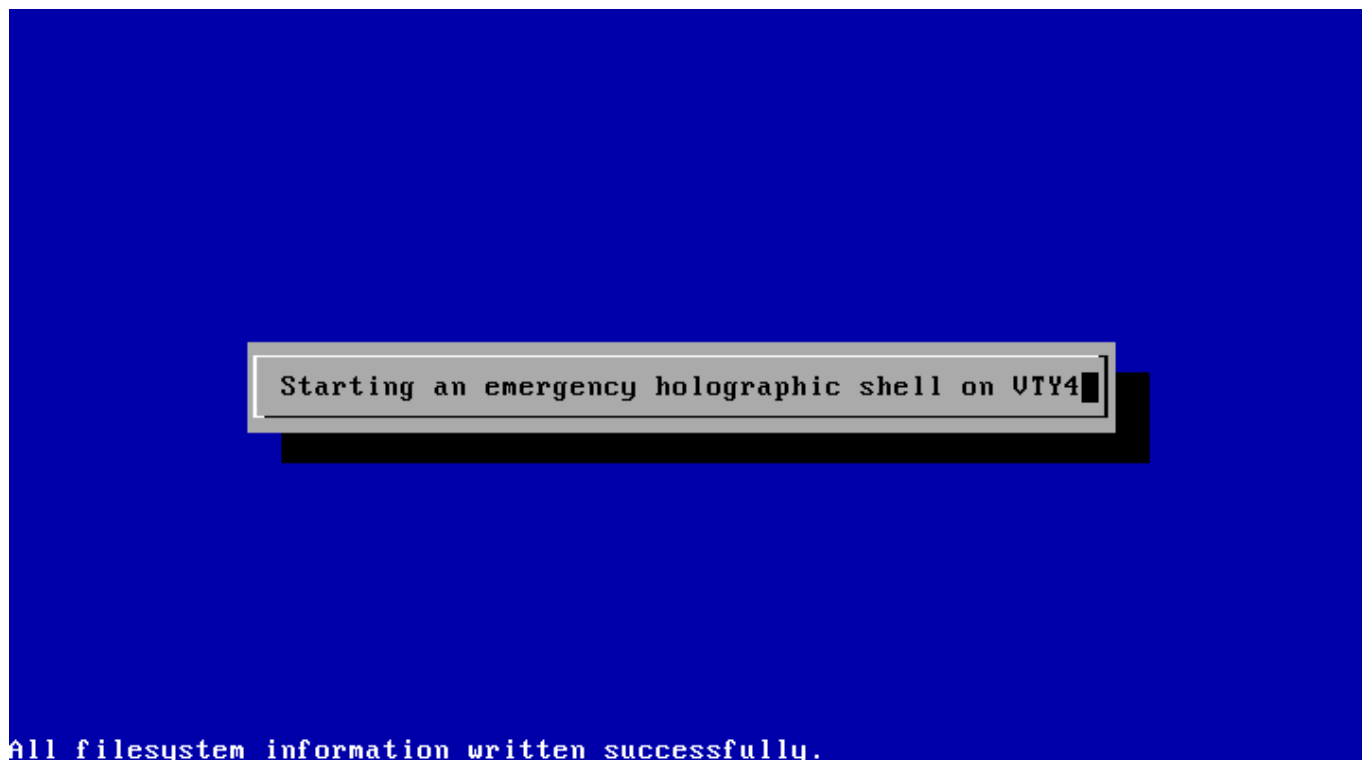 Starting an emergency holographic shell on VTY4
All filesystem information written successfully.